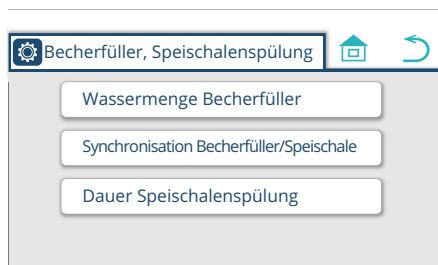 Becherfüller, Speischalenspülung
Wassermenge Becherfüller
Synchronisation Becherfüller/Speischale
Dauer Speischalenspülung